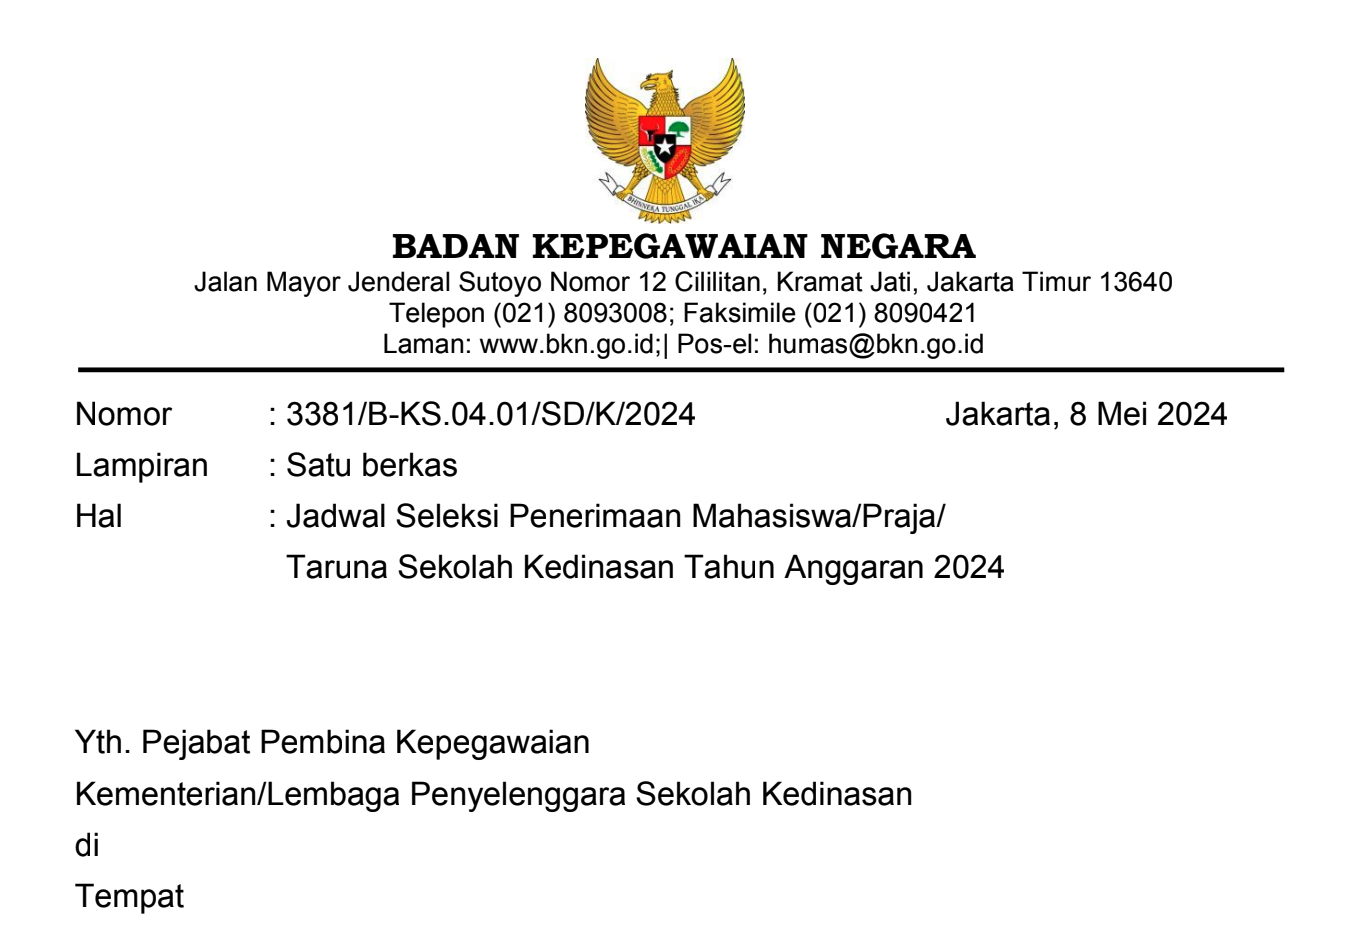 BHINNEKA TUNGGAL IKA
BADAN KEPEGAWAIAN NEGARA
Jalan Mayor Jenderal Sutoyo Nomor 12 Cililitan, Kramat Jati, Jakarta Timur 13640
Telepon (021) 8093008; Faksimile (021) 8090421
Laman: www.bkn.go.id;| Pos-el: humas@bkn.go.id
Nomor : 3381/B-KS.04.01/SD/K/2024 Jakarta, 8 Mei 2024
Lampiran : Satu berkas
Hal : Jadwal Seleksi Penerimaan Mahasiswa/Praja/
Taruna Sekolah Kedinasan Tahun Anggaran 2024
Yth. Pejabat Pembina Kepegawaian
Kementerian/Lembaga Penyelenggara Sekolah Kedinasan
di
Tempat